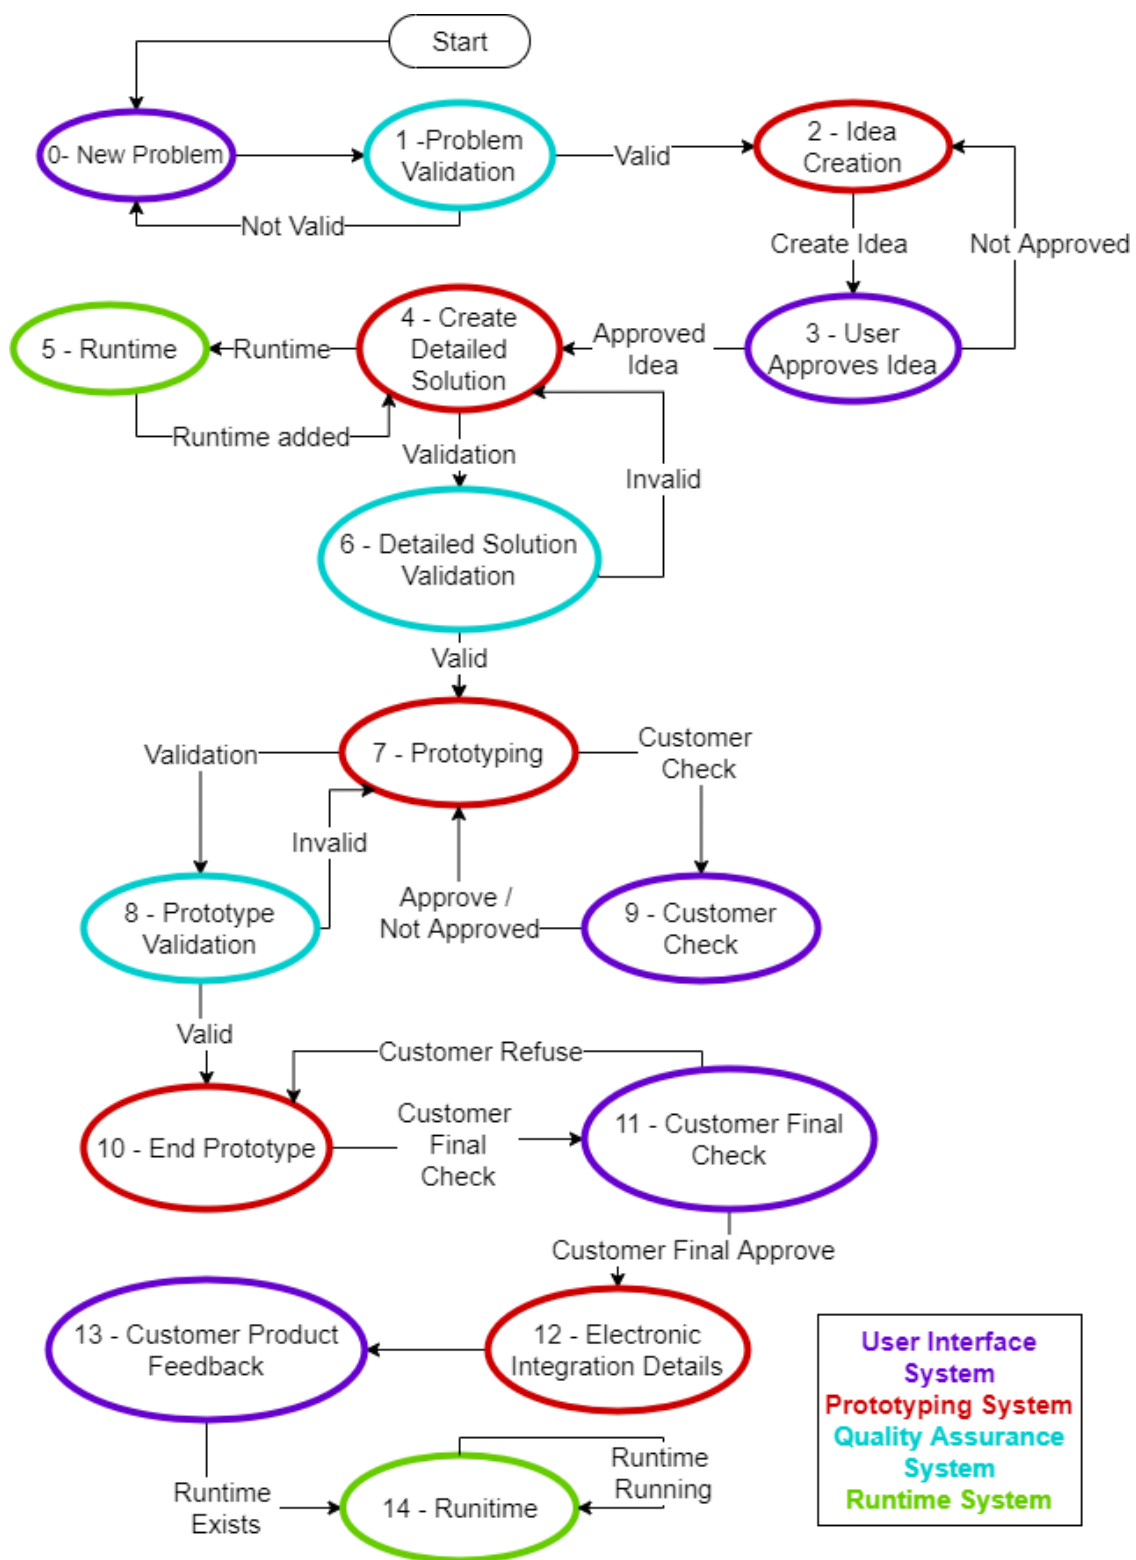 Start
0- New Problem
1 -Problem
Validation
Valid
2 - Idea
Creation
Not Valid
Create Idea
Not Approved
5 - Runtime
Runtime
4 - Create
Detailed
Solution
Approved
Idea
3 - User
Approves Idea
Runtime added
Validation
Invalid
6 - Detailed Solution
Validation
Valid
Validation
7 - Prototyping
Customer
Check
Invalid
Approve /
Not Approved
8 - Prototype
Validation
9 - Customer
Check
Valid
Customer Refuse
10 - End Prototype
Customer
Final
Check
11 - Customer Final
Check
Customer Final Approve
13 - Customer Product
Feedback
12 - Electronic
Integration Details
Runtime
Exists
14 - Runitime
Runtime
Running
User Interface
System
Prototyping System
Quality Assurance
System
Runtime System